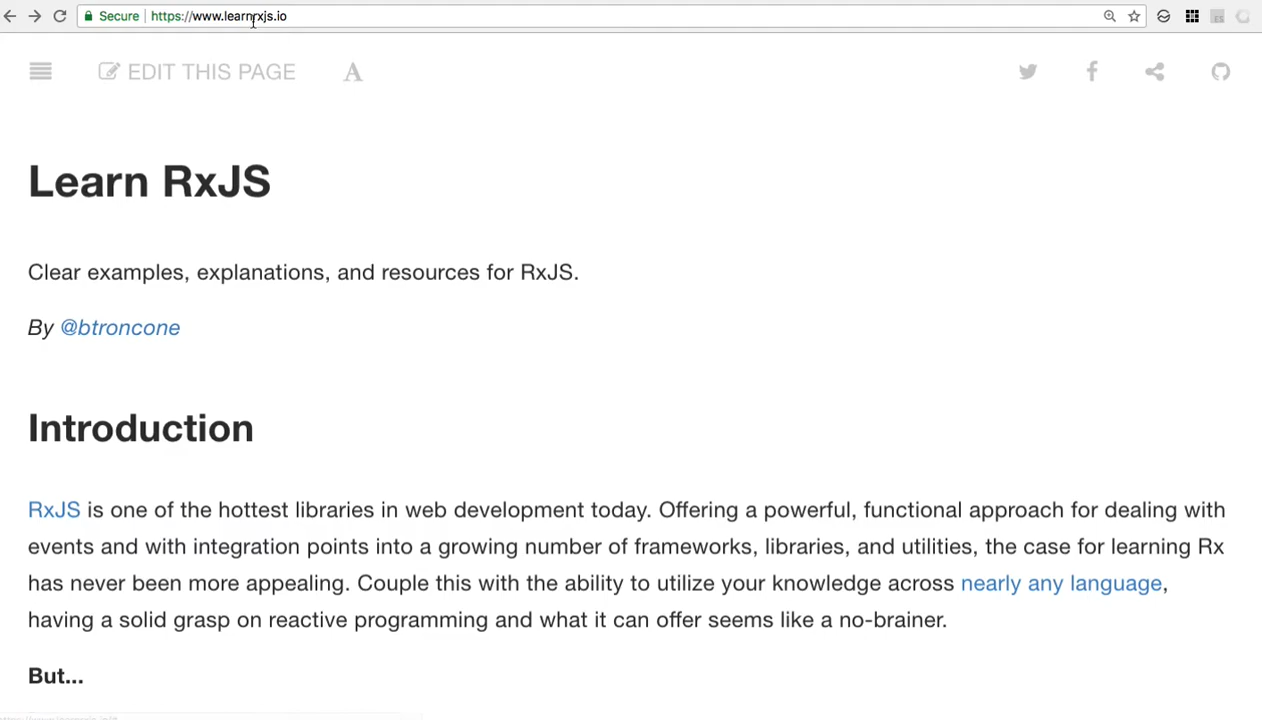 Secure | https://www.learnrxjs.io
EDIT THIS PAGE A
Learn RxJS
Clear examples, explanations, and resources for RxJS.
By @btroncone
Introduction
RxJS is one of the hottest libraries in web development today. Offering a powerful, functional approach for dealing with
events and with integration points into a growing number of frameworks, libraries, and utilities, the case for learning Rx
has never been more appealing. Couple this with the ability to utilize your knowledge across nearly any language,
having a solid grasp on reactive programming and what it can offer seems like a no-brainer.
But...